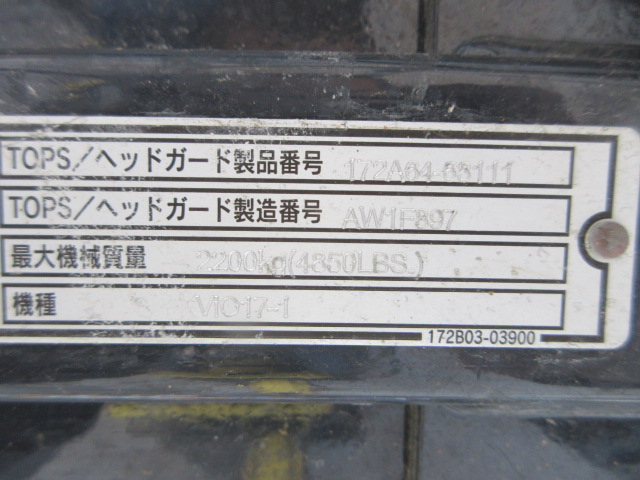 TOPS/ヘッドガード製品番号 172A64-63111
TOPS/ヘッドガード製造番号 AW1F897
最大機械質量 2200kg(4850LBS.)
機種 ViO17-1
172B03-03900